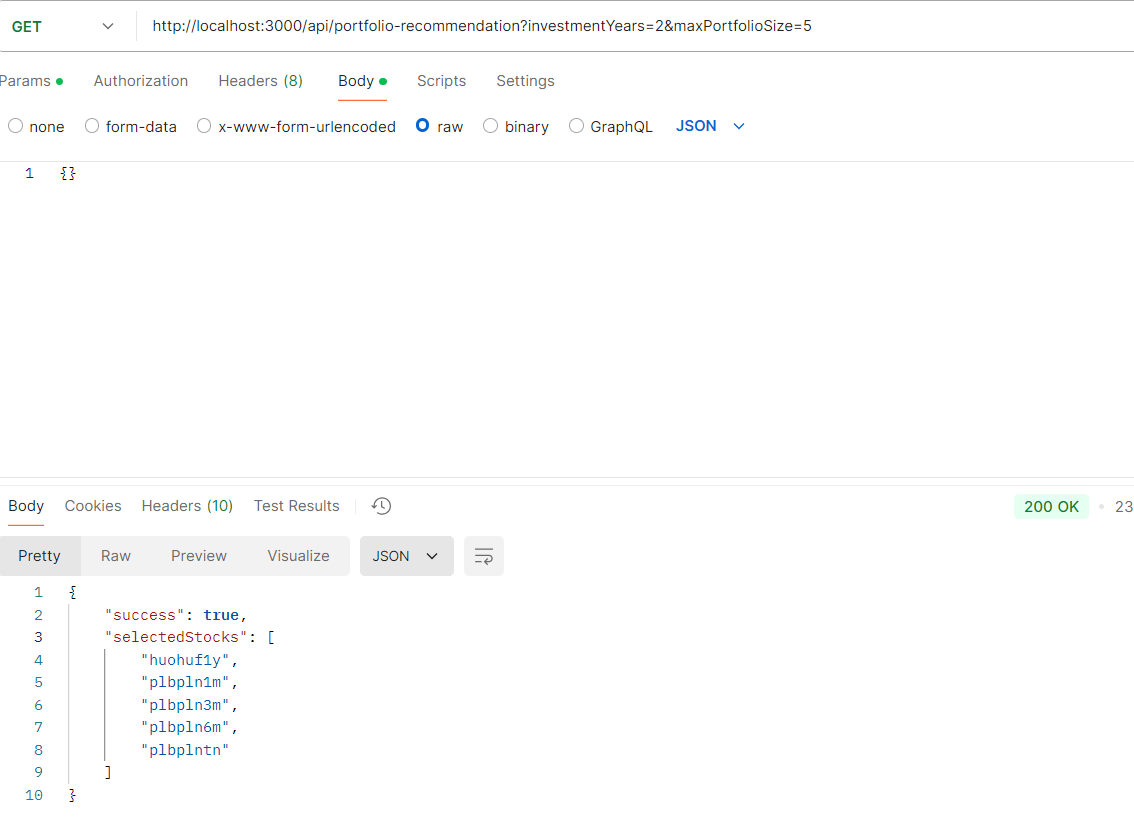 GET http://localhost:3000/api/portfolio-recommendation?investmentYears=2&maxPortfolioSize=5
Params Authorization Headers (8) Body Scripts Settings
none form-data x-www-form-urlencoded raw binary GraphQL JSON
1 {}
Body Cookies Headers (10) Test Results 200 OK 23
Pretty Raw Preview Visualize JSON
1 {
2 "success": true,
3 "selectedStocks": [
4 "huohuf1y",
5 "plbpln1m",
6 "plbpln3m",
7 "plbpln6m",
8 "plbplntn"
9 ]
10 }